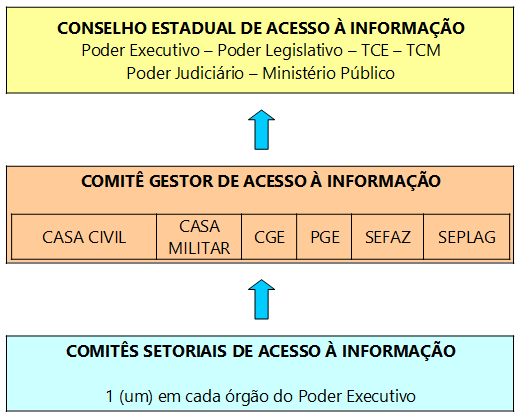 CONSELHO ESTADUAL DE ACESSO À INFORMAÇÃO
Poder Executivo – Poder Legislativo – TCE – TCM
Poder Judiciário – Ministério Público
COMITÊ GESTOR DE ACESSO À INFORMAÇÃO
CASA CIVIL
CASA
MILITAR
CGE
PGE
SEFAZ
SEPLAG
COMITÊS SETORIAIS DE ACESSO À INFORMAÇÃO
1 (um) em cada órgão do Poder Executivo